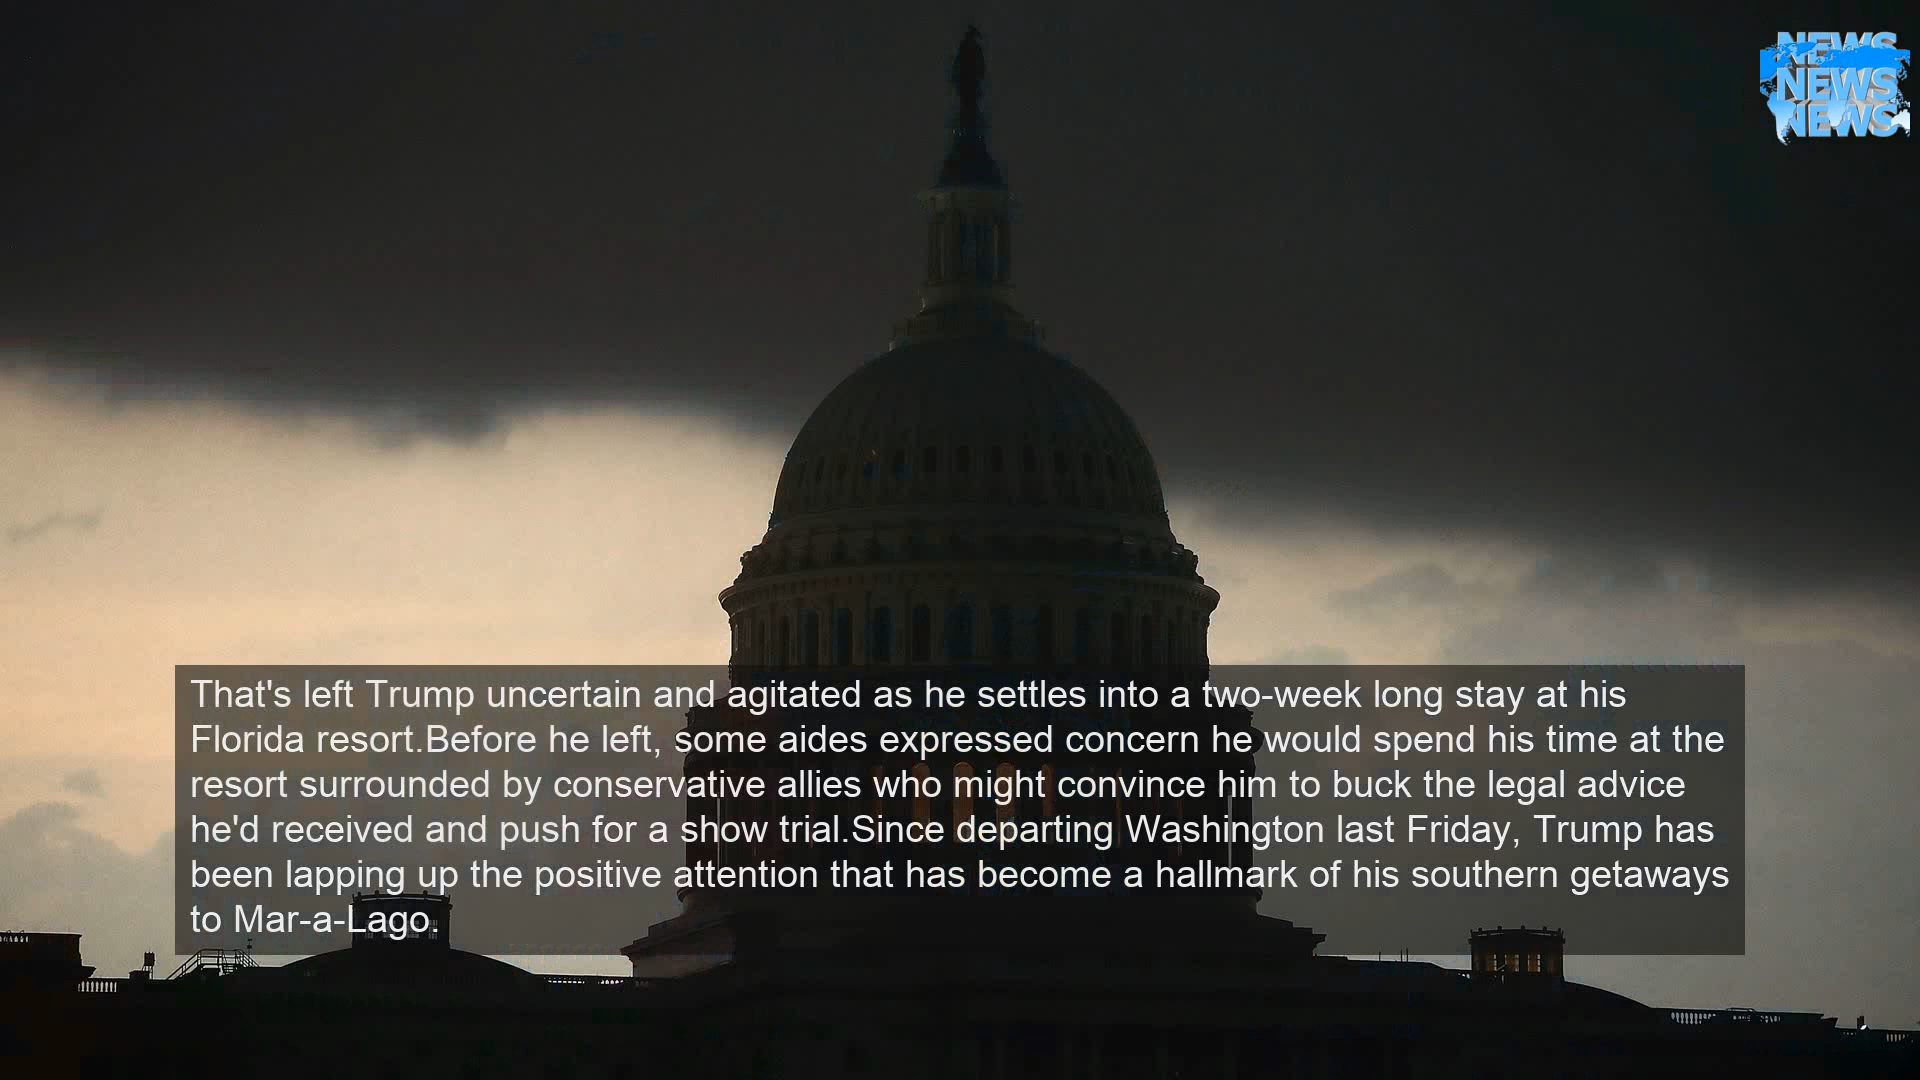 NEWS
NEWS
NEWS
That's left Trump uncertain and agitated as he settles into a two-week long stay at his
Florida resort.Before he left, some aides expressed concern he would spend his time at the
resort surrounded by conservative allies who might convince him to buck the legal advice
he'd received and push for a show trial.Since departing Washington last Friday, Trump has
been lapping up the positive attention that has become a hallmark of his southern getaways
to Mar-a-Lago.